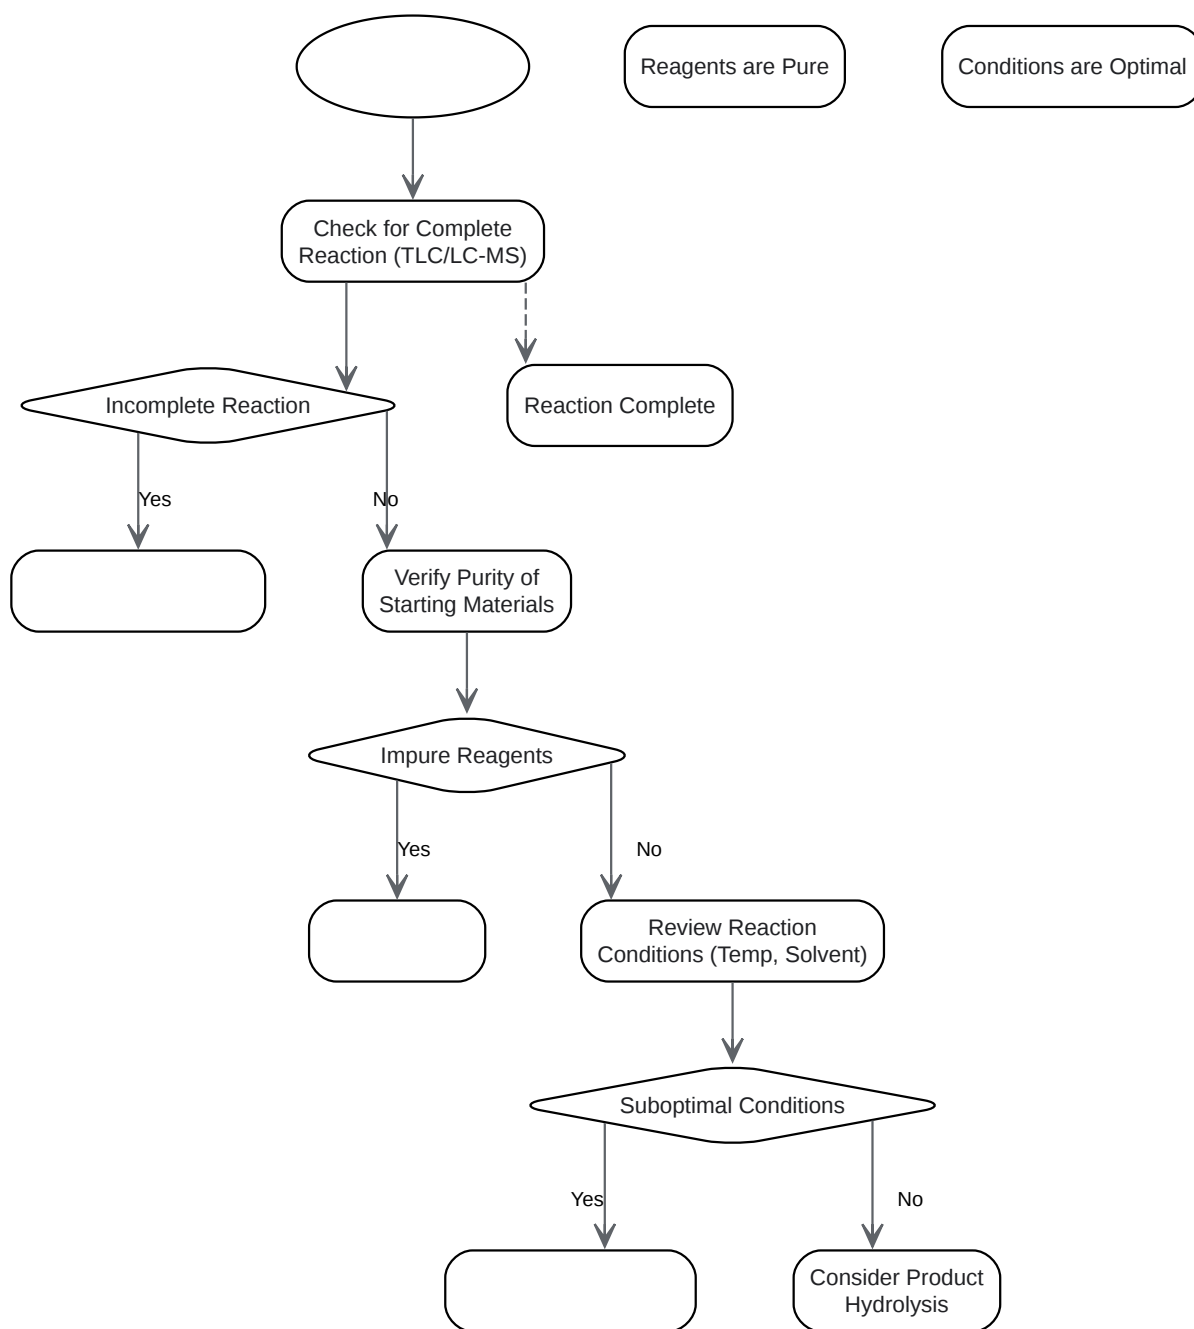 Reagents are Pure
Conditions are Optimal
Check for Complete
Reaction (TLC/LC-MS)
Incomplete Reaction
Reaction Complete
Yes
No
Verify Purity of
Starting Materials
Impure Reagents
Yes
No
Review Reaction
Conditions (Temp, Solvent)
Suboptimal Conditions
Yes
No
Consider Product
Hydrolysis